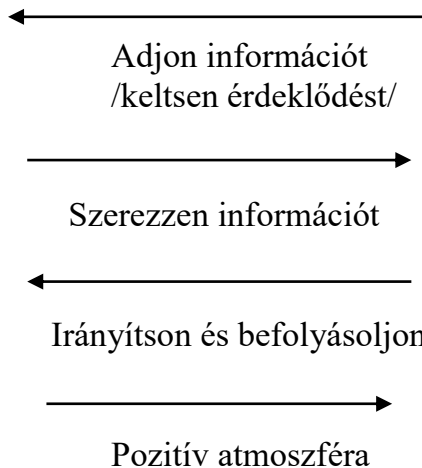 Adjon információt
/keltsen érdeklődést/
Szerezzen információt
Irányítson és befolyásoljon
Pozitív atmoszféra